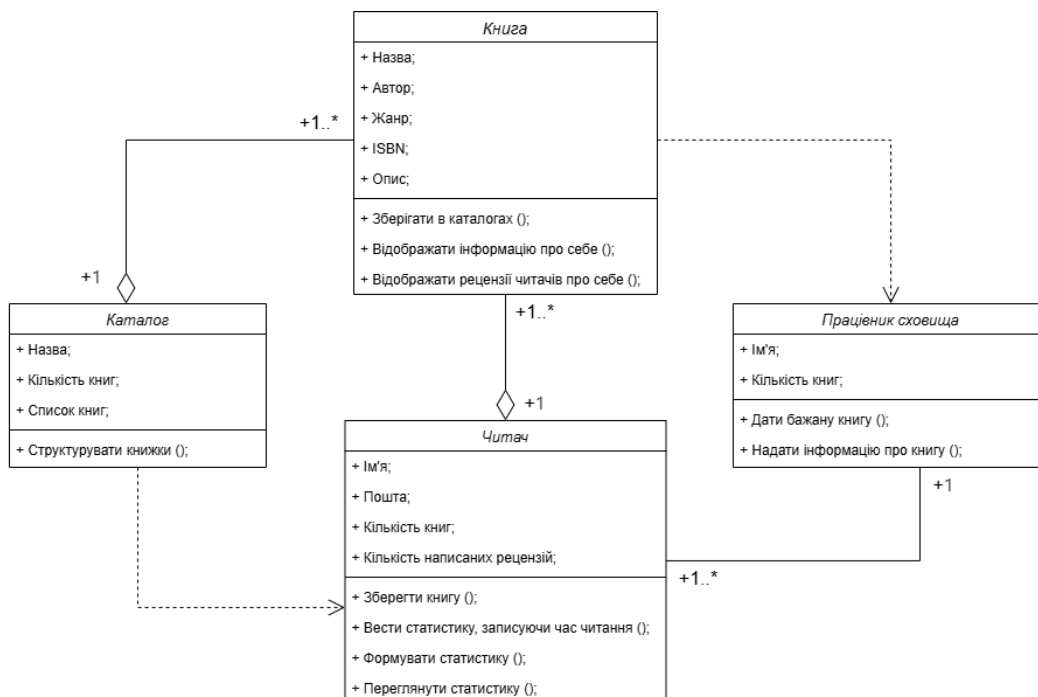 Книга
+ Назва;
+ Автор;
+ Жанр;
+ ISBN;
+ Опис;
+ Зберігати в каталогах ();
+ Відображати інформацію про себе ();
+ Відображати рецензії читачів про себе ();
+1..*
+1
+1..*
+1
Каталог
+ Назва;
+ Кількість книг;
+ Список книг;
+ Структурувати книжки ();
Працівник сховища
+ Ім'я;
+ Кількість книг;
+ Дати бажану книгу ();
+ Надати інформацію про книгу ();
+1
+1..*
Читач
+ Ім'я;
+ Пошта;
+ Кількість книг;
+ Кількість написаних рецензій;
+ Зберегти книгу ();
+ Вести статистику, записуючи час читання ();
+ Формувати статистику ();
+ Переглянути статистику ();